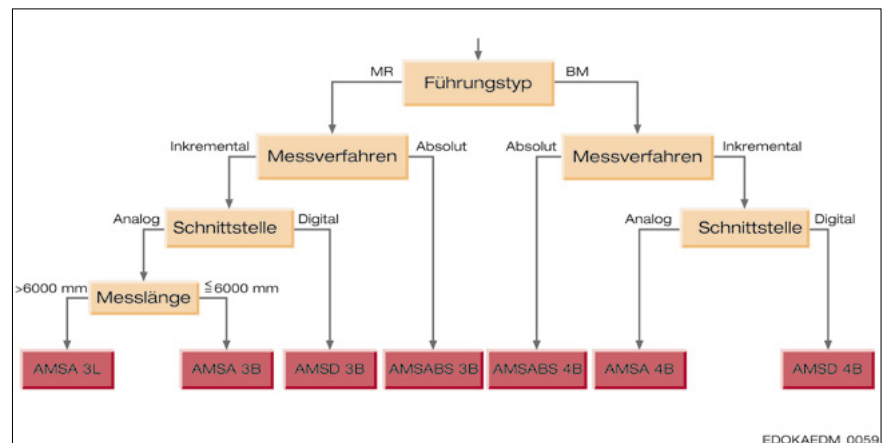 MR
Führungstyp
BM
Inkremental
Messverfahren
Absolut
Absolut
Messverfahren
Inkremental
Analog
Schnittstelle
Digital
Analog
Schnittstelle
Digital
>6000 mm
Messlänge
≦6000 mm
AMSA 3L
AMSA 3B
AMSD 3B
AMSABS 3B
AMSABS 4B
AMSA 4B
AMSD 4B
EDOKAEDM_0059